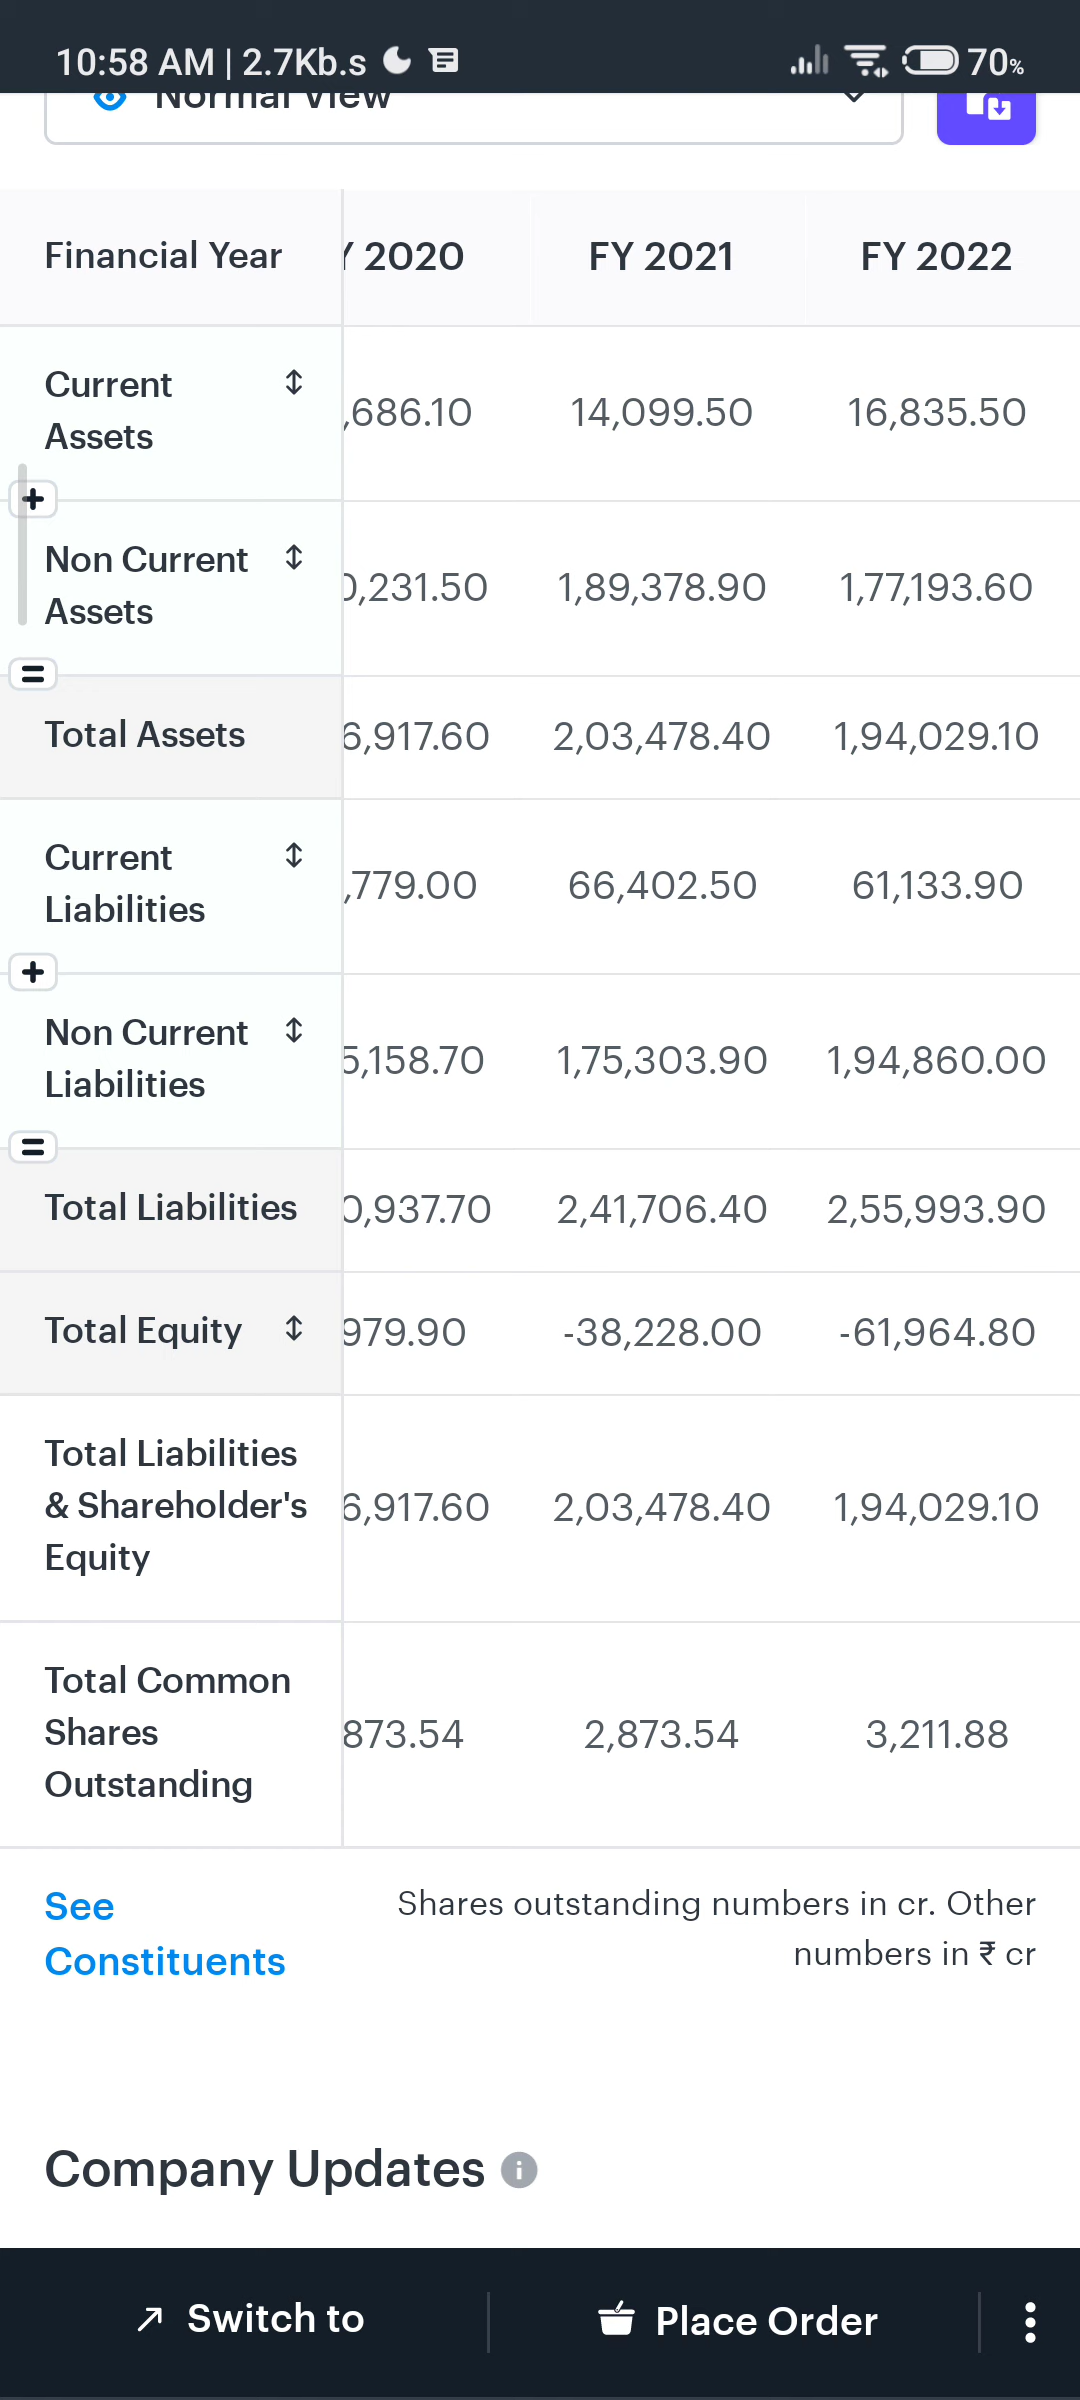 10:58 AM | 2.7Kb.s 70%
Normal View
Financial Year Y 2020 FY 2021 FY 2022
Current Assets ,686.10 14,099.50 16,835.50
+
Non Current Assets 0,231.50 1,89,378.90 1,77,193.60
=
Total Assets 6,917.60 2,03,478.40 1,94,029.10
Current Liabilities ,779.00 66,402.50 61,133.90
+
Non Current Liabilities 5,158.70 1,75,303.90 1,94,860.00
=
Total Liabilities 0,937.70 2,41,706.40 2,55,993.90
Total Equity 979.90 -38,228.00 -61,964.80
Total Liabilities & Shareholder's Equity 6,917.60 2,03,478.40 1,94,029.10
Total Common Shares Outstanding 873.54 2,873.54 3,211.88
See Constituents
Shares outstanding numbers in cr. Other
numbers in ₹ cr
Company Updates
Switch to Place Order